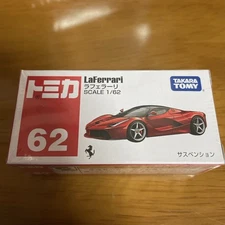 トミカ
LaFerrari
ラフェラーリ
SCALE 1/62
TAKARA
TOMY
62
サスペンション